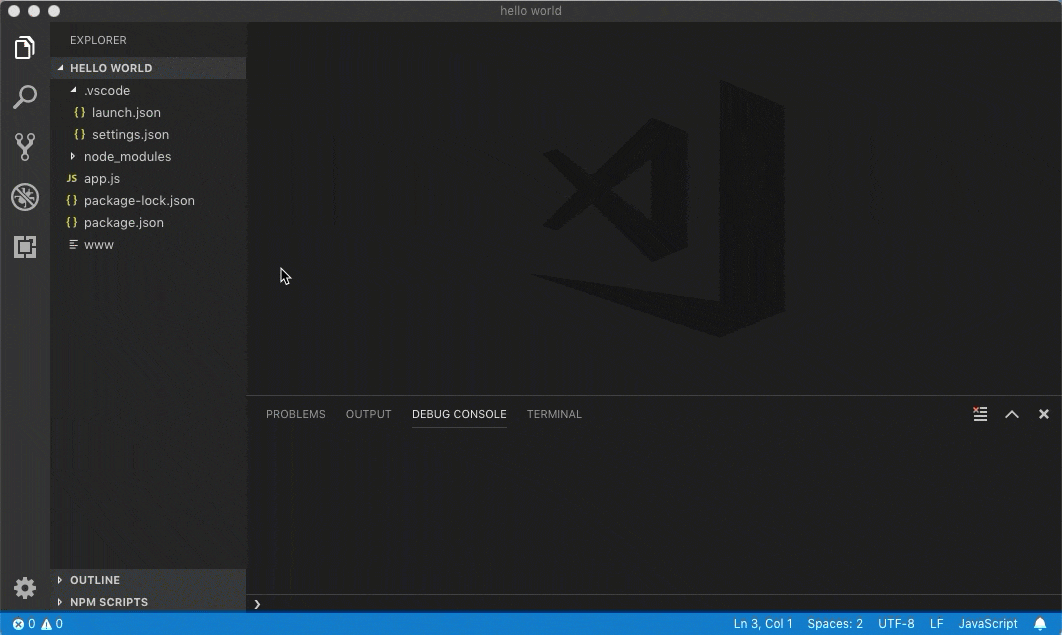 hello world
EXPLORER
HELLO WORLD
.vscode
{ } launch.json
{ } settings.json
node_modules
JS app.js
{ } package-lock.json
{ } package.json
www
OUTLINE
NPM SCRIPTS
PROBLEMS OUTPUT DEBUG CONSOLE TERMINAL
0 0 Ln 3, Col 1 Spaces: 2 UTF-8 LF JavaScript